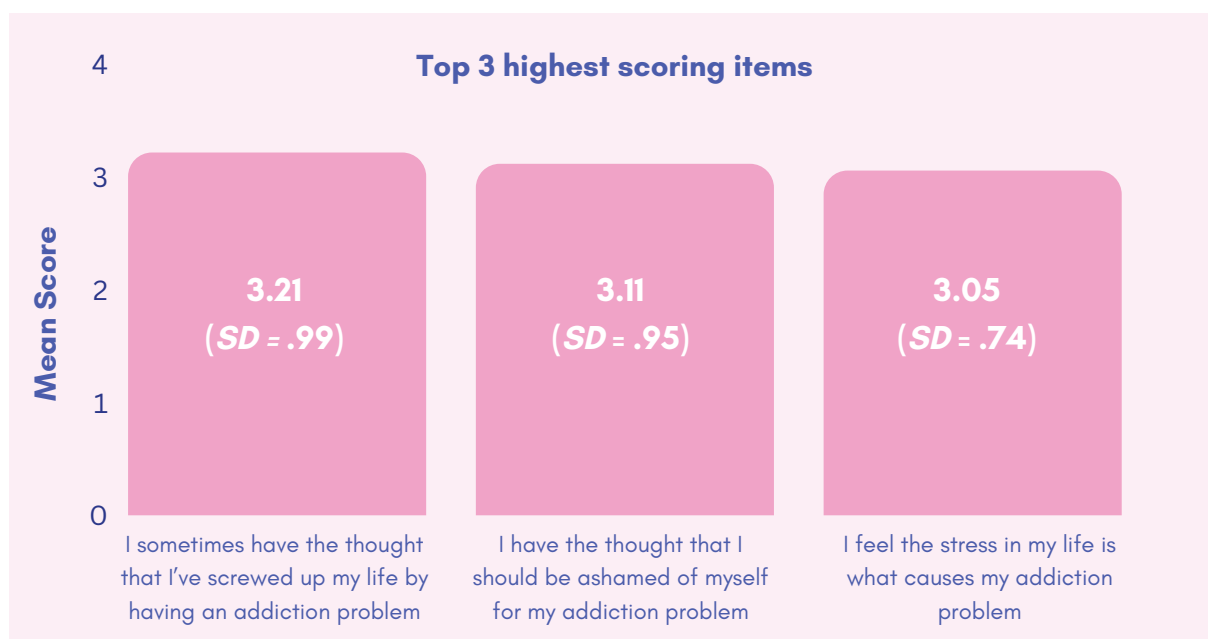 Top 3 highest scoring items
Mean Score
4
3
2
1
0
3.21
(SD = .99)
3.11
(SD = .95)
3.05
(SD = .74)
I sometimes have the thought
that I've screwed up my life by
having an addiction problem
I have the thought that I
should be ashamed of myself
for my addiction problem
I feel the stress in my life is
what causes my addiction
problem